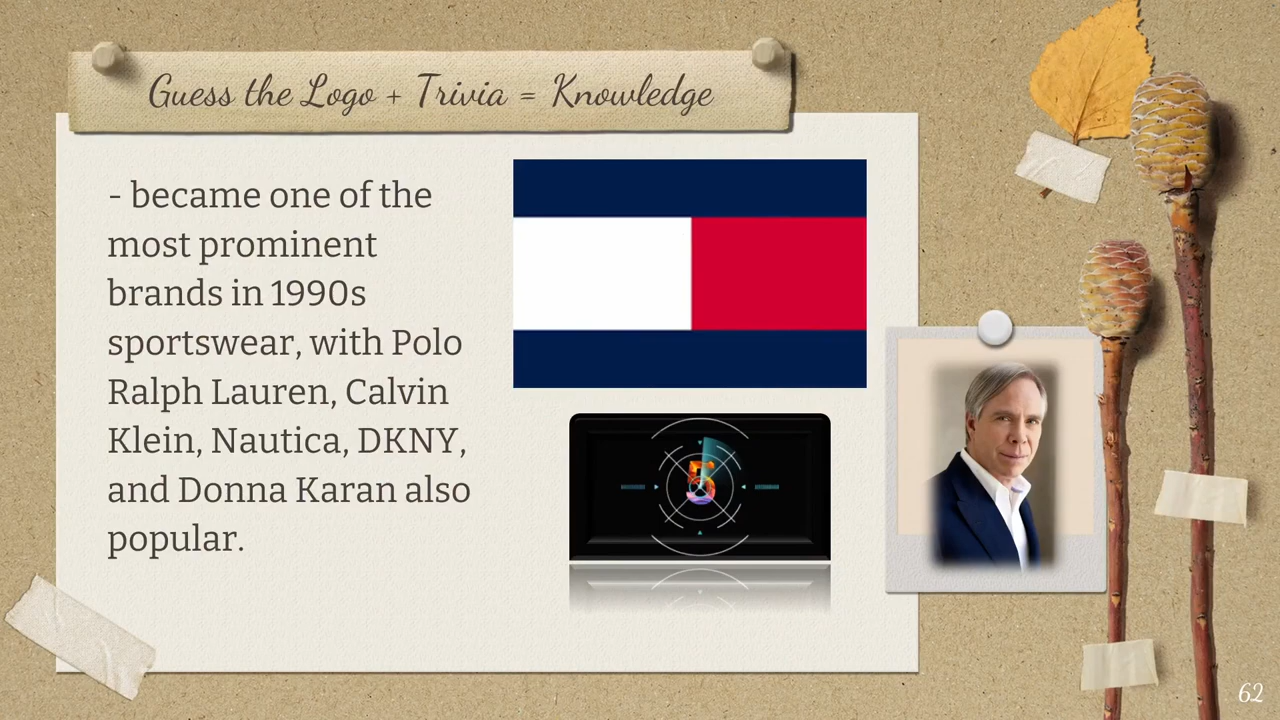 Guess the Logo + Trivia = Knowledge
- became one of the
most prominent
brands in 1990s
sportswear, with Polo
Ralph Lauren, Calvin
Klein, Nautica, DKNY,
and Donna Karan also
popular.
5
62